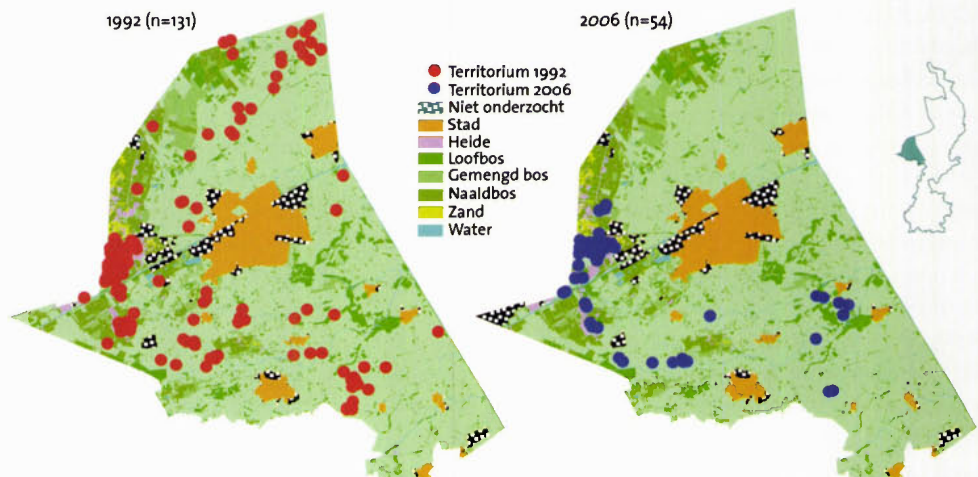 1992 (n=131)
2006 (n=54)
Territorium 1992
Territorium 2006
Niet onderzocht
Stad
Heide
Loofbos
Gemengd bos
Naaldbos
Zand
Water